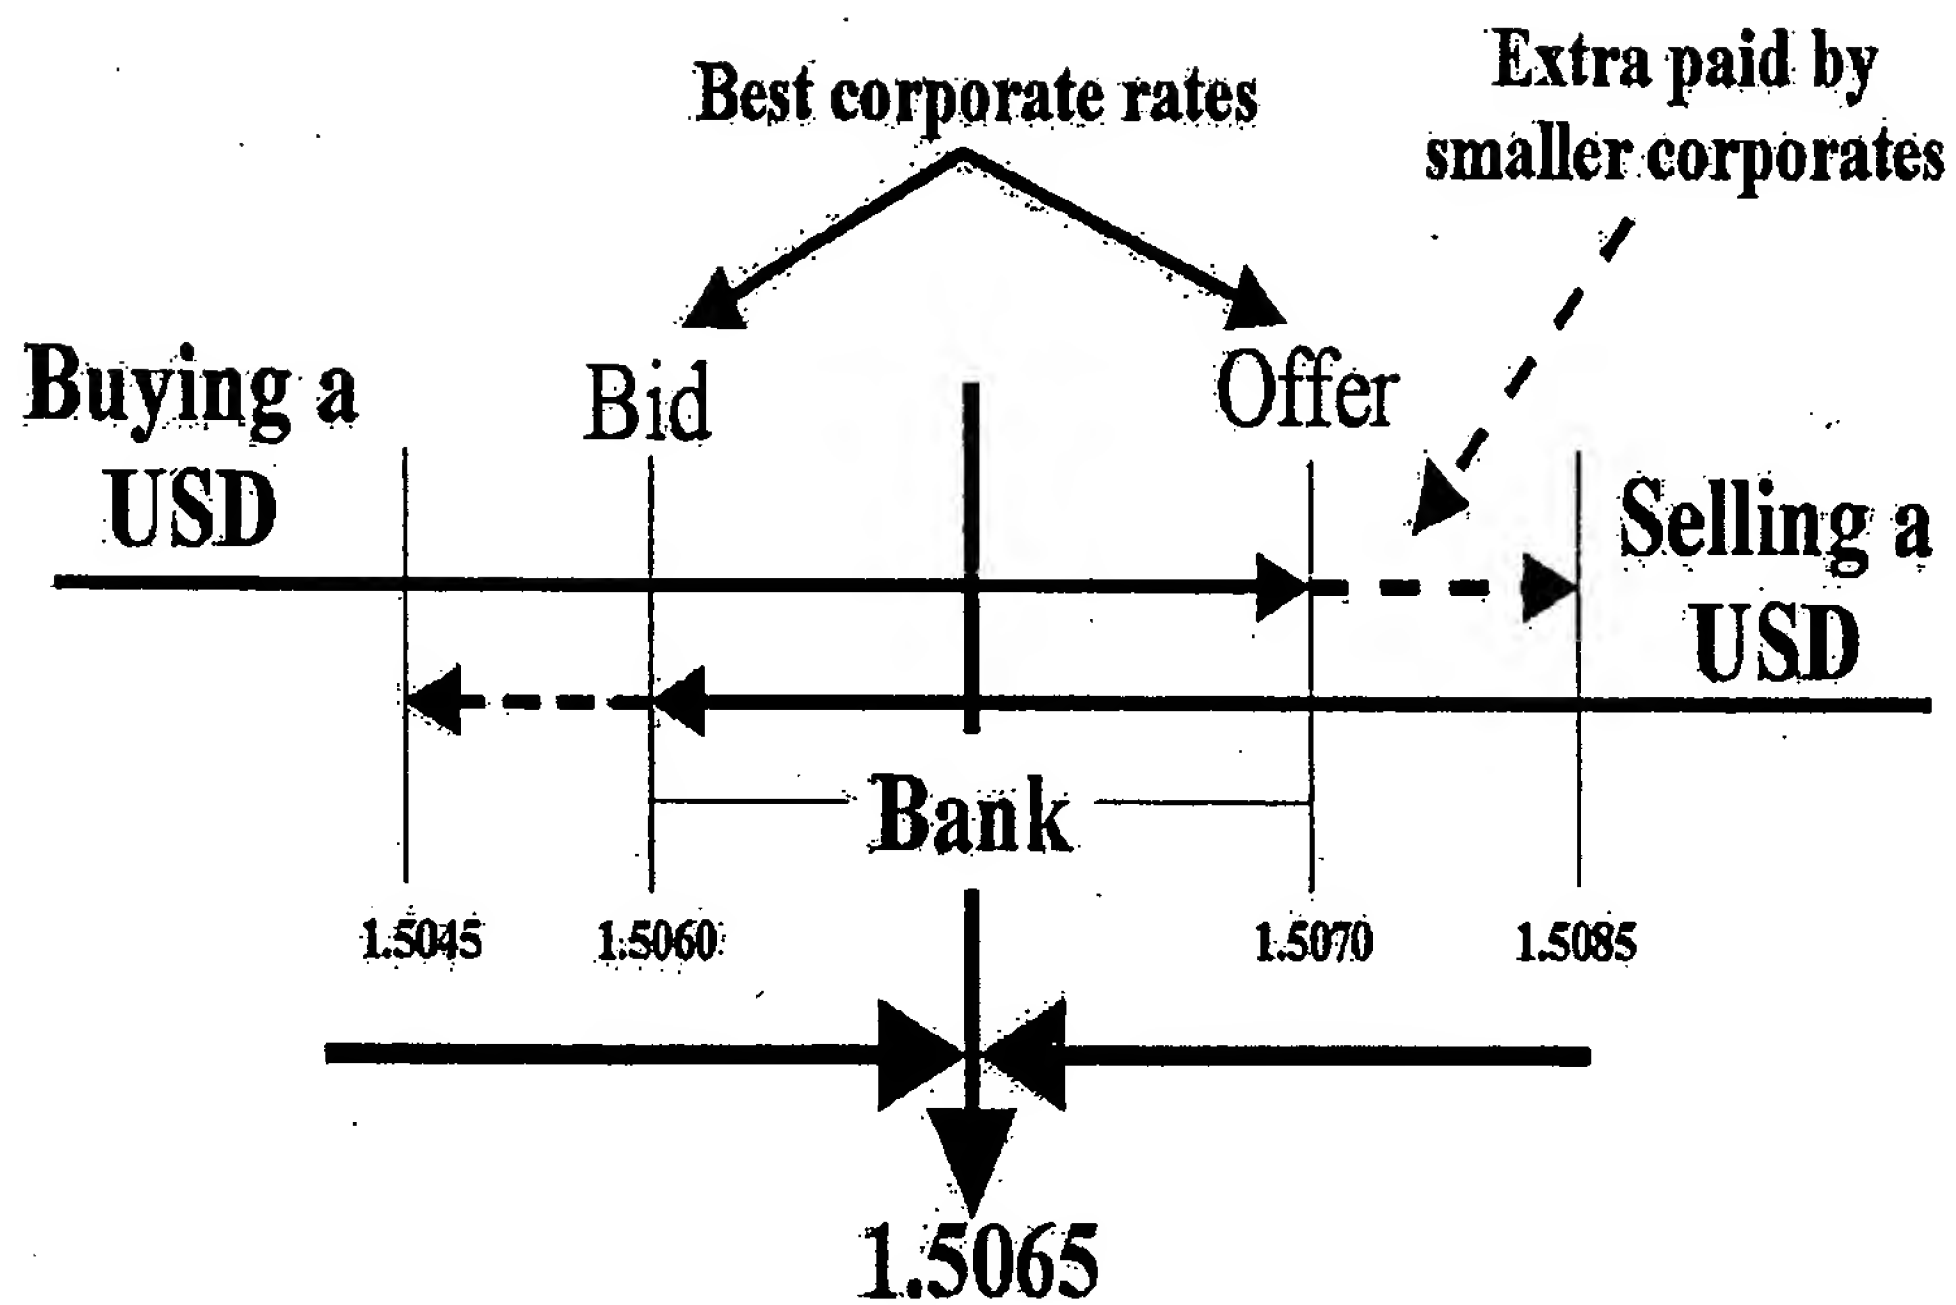 Best corporate rates
Extra paid by
smaller corporates
Buying a
USD
Bid
Offer
Selling a
USD
Bank
1.5045
1.5060
1.5070
1.5085
1.5065